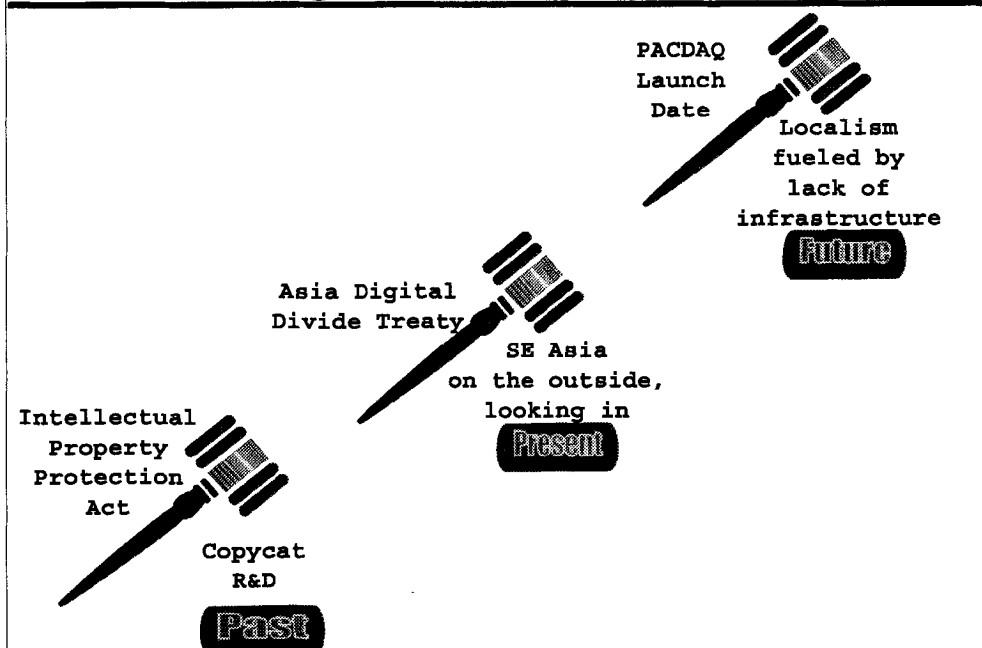 PACDAQ
Launch
Date
Localism
fueled by
lack of
infrastructure
Future
Asia Digital
Divide Treaty
SE Asia
on the outside,
looking in
Present
Intellectual
Property
Protection
Act
Copycat
R&D
Past